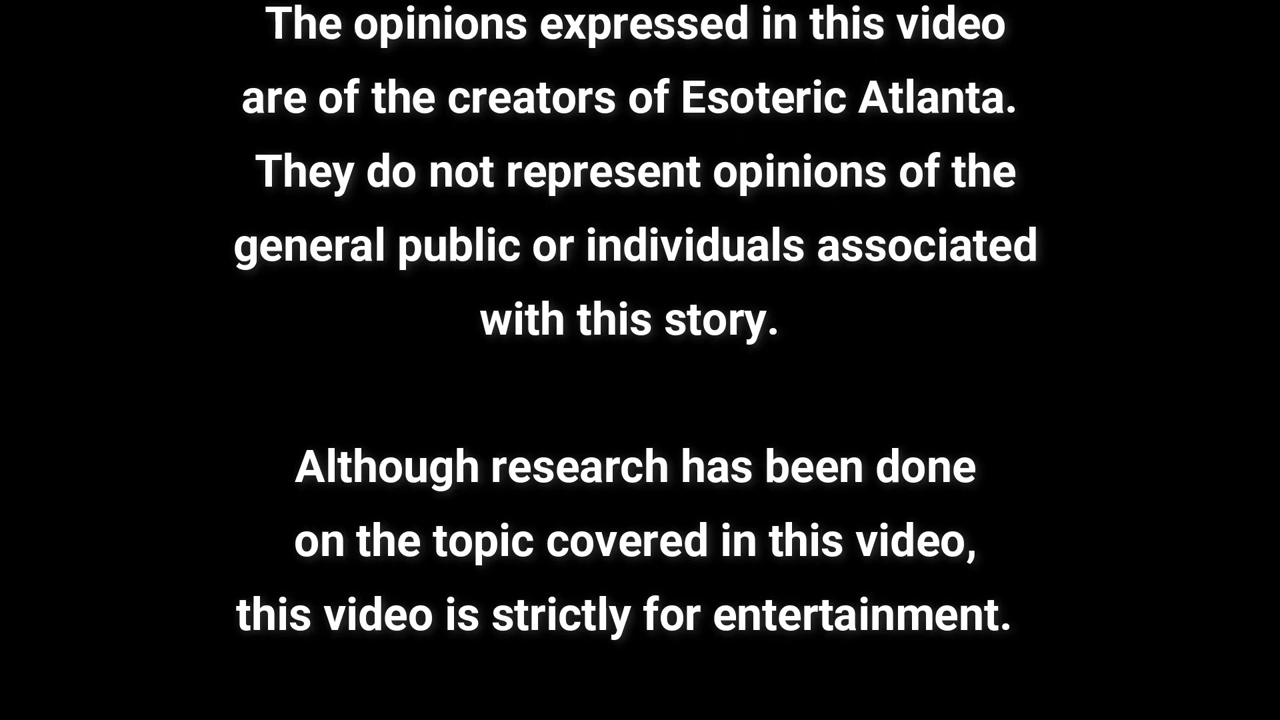 The opinions expressed in this video
are of the creators of Esoteric Atlanta.
They do not represent opinions of the
general public or individuals associated
with this story.
Although research has been done
on the topic covered in this video,
this video is strictly for entertainment.